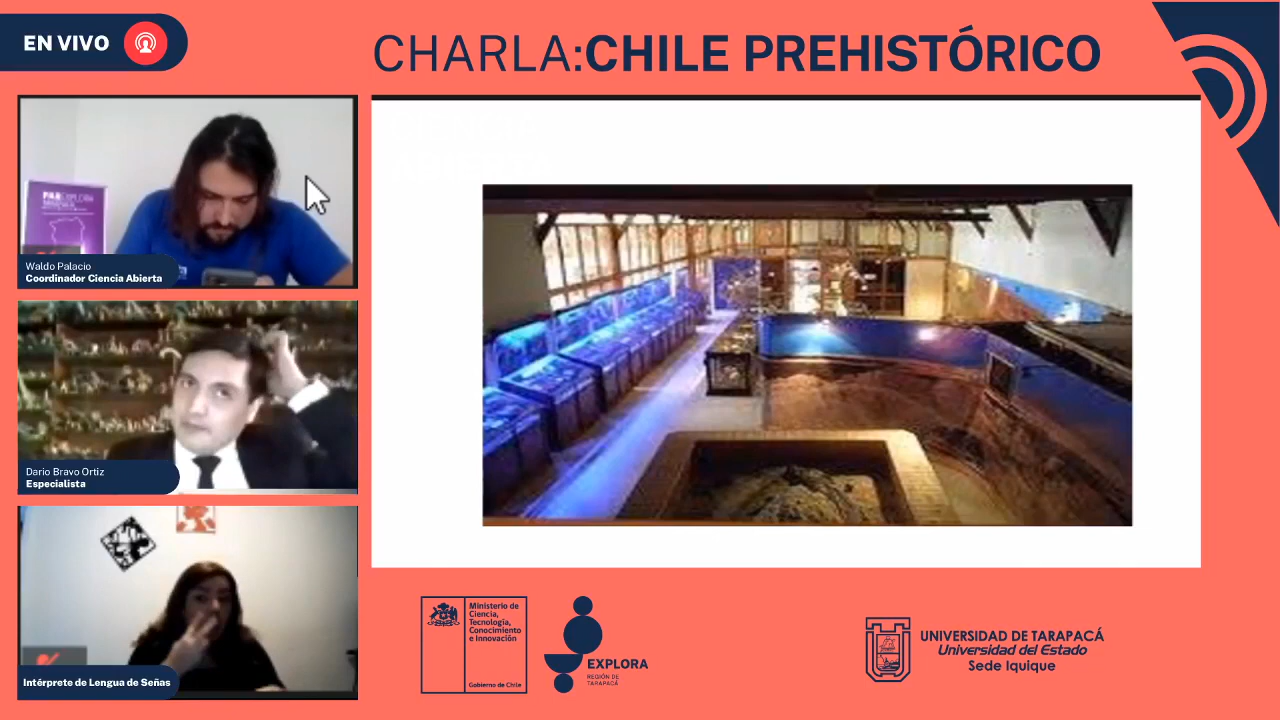 EN VIVO
CHARLA:CHILE PREHISTÓRICO
PAR EXPLORA
Waldo Palacio
Coordinador Ciencia Abierta
Dario Bravo Ortiz
Especialista
Intérprete de Lengua de Señas
Ministerio de
Ciencia,
Tecnología,
Conocimiento
e Innovación
Gobierno de Chile
EXPLORA
REGIÓN DE
TARAPACÁ
UNIVERSIDAD DE TARAPACÁ
Universidad del Estado
Sede Iquique